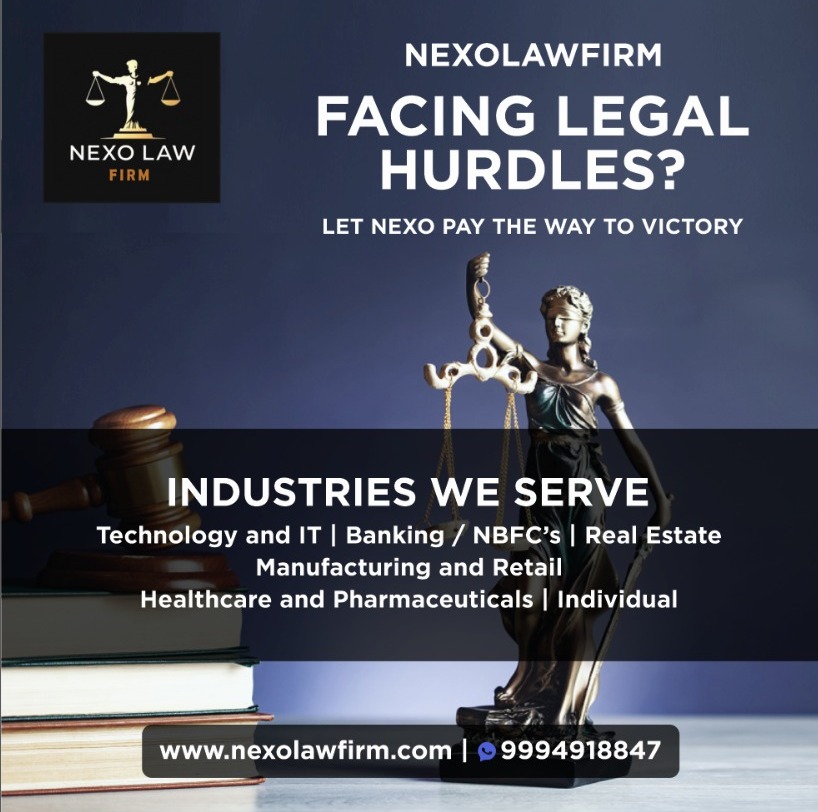 NEXO LAW
FIRM
NEXOLAWFIRM
FACING LEGAL
HURDLES?
LET NEXO PAY THE WAY TO VICTORY
INDUSTRIES WE SERVE
Technology and IT | Banking / NBFC's | Real Estate
Manufacturing and Retail
Healthcare and Pharmaceuticals | Individual
www.nexolawfirm.com | 9994918847